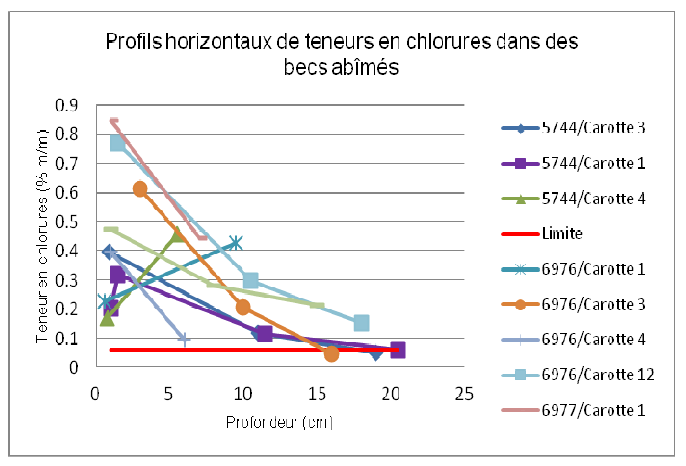 Profils horizontaux de teneurs en chlorures dans des
becs abîmés
Teneur en chlorures (% m/m)
0.9
0.8
0.7
0.6
0.5
0.4
0.3
0.2
0.1
0
0 5 10 15 20 25
Profordeur (cm)
5744/Carotte 3
5744/Carotte 1
5744/Carotte 4
Limite
6976/Carotte 1
6976/Carotte 3
6976/Carotte 4
6976/Carotte 12
6977/Carotte 1